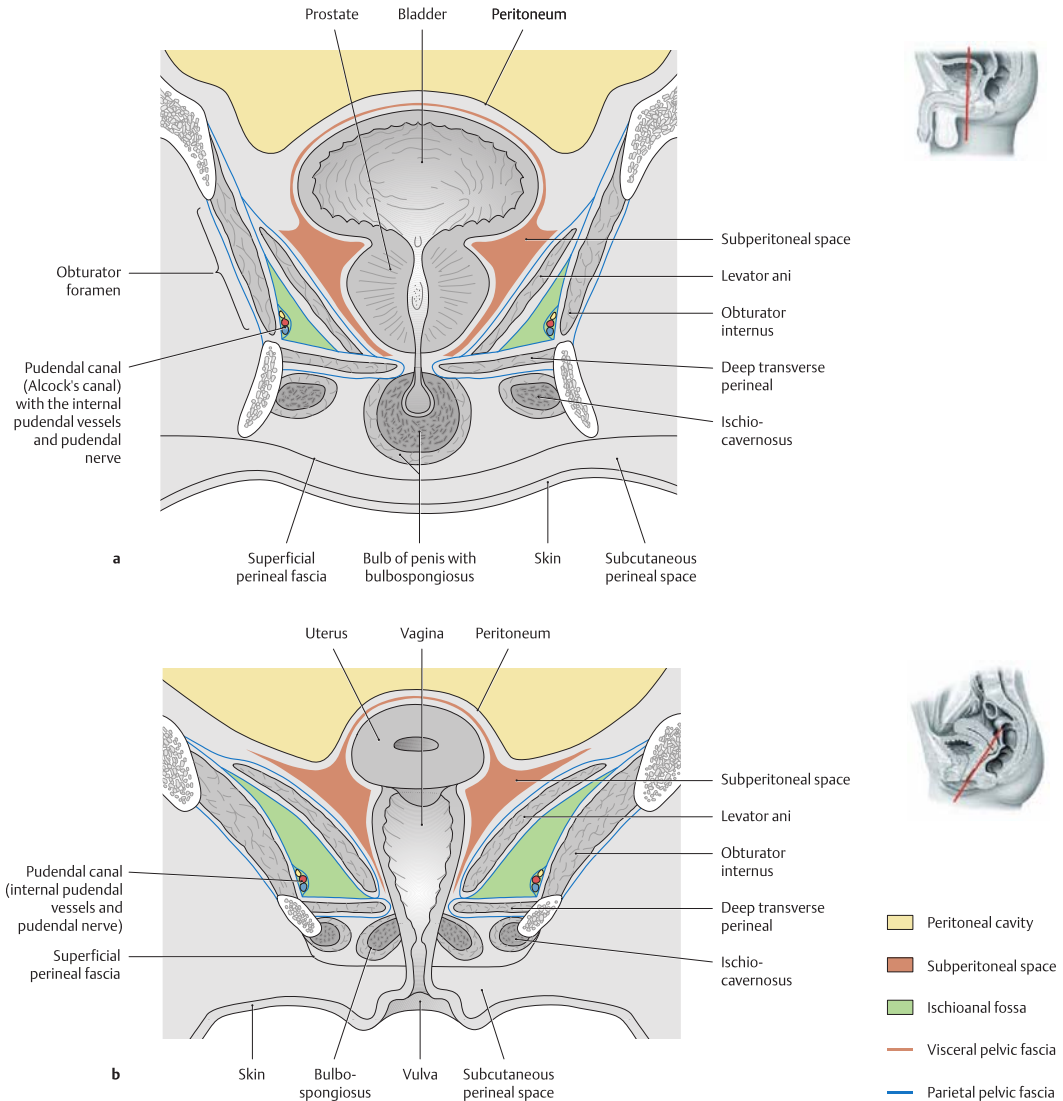 Prostate
Bladder
Peritoneum
Subperitoneal space
Levator ani
Obturator
foramen
Obturator
internus
Pudendal canal
(Alcock's canal)
with the internal
pudendal vessels
and pudendal
nerve
Deep transverse
perineal
Ischio-
cavernosus
a
Superficial
perineal fascia
Bulb of penis with
bulbospongiosus
Skin
Subcutaneous
perineal space
Uterus
Vagina
Peritoneum
Subperitoneal space
Levator ani
Obturator
internus
Pudendal canal
(internal pudendal
vessels and
pudendal nerve)
Deep transverse
perineal
Superficial
perineal fascia
Ischio-
cavernosus
b
Skin
Bulbo-
spongiosus
Vulva
Subcutaneous
perineal space
Peritoneal cavity
Subperitoneal space
Ischioanal fossa
Visceral pelvic fascia
Parietal pelvic fascia